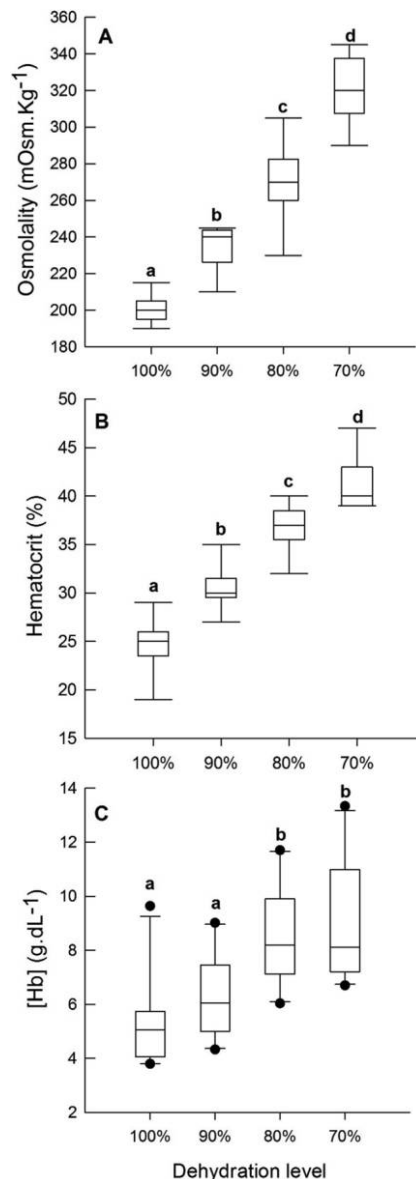 A
Osmolality (mOsm.Kg⁻¹)
360
340
320
300
280
260
240
220
200
180
a
b
c
d
100%
90%
80%
70%
B
Hematocrit (%)
50
45
40
35
30
25
20
15
a
b
c
d
100%
90%
80%
70%
C
[Hb] (g.dL⁻¹)
14
12
10
8
6
4
2
a
a
b
b
100%
90%
80%
70%
Dehydration level